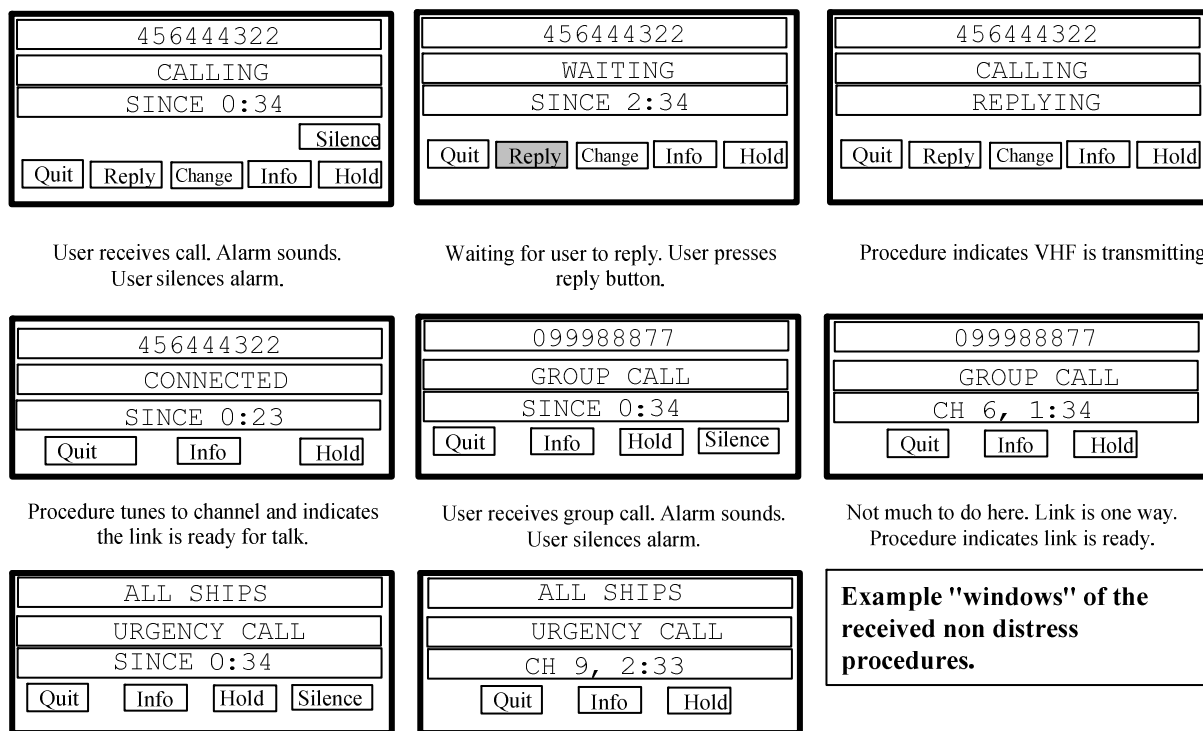 456444322
CALLING
SINCE 0:34
Silence
Quit Reply Change Info Hold
User receives call. Alarm sounds.
User silences alarm.
456444322
WAITING
SINCE 2:34
Quit Reply Change Info Hold
Waiting for user to reply. User presses
reply button.
456444322
CALLING
REPLYING
Quit Reply Change Info Hold
Procedure indicates VHF is transmitting
456444322
CONNECTED
SINCE 0:23
Quit Info Hold
Procedure tunes to channel and indicates
the link is ready for talk.
099988877
GROUP CALL
SINCE 0:34
Quit Info Hold Silence
User receives group call. Alarm sounds.
User silences alarm.
099988877
GROUP CALL
CH 6, 1:34
Quit Info Hold
Not much to do here. Link is one way.
Procedure indicates link is ready.
ALL SHIPS
URGENCY CALL
SINCE 0:34
Quit Info Hold Silence
ALL SHIPS
URGENCY CALL
CH 9, 2:33
Quit Info Hold
Example "windows" of the
received non distress
procedures.